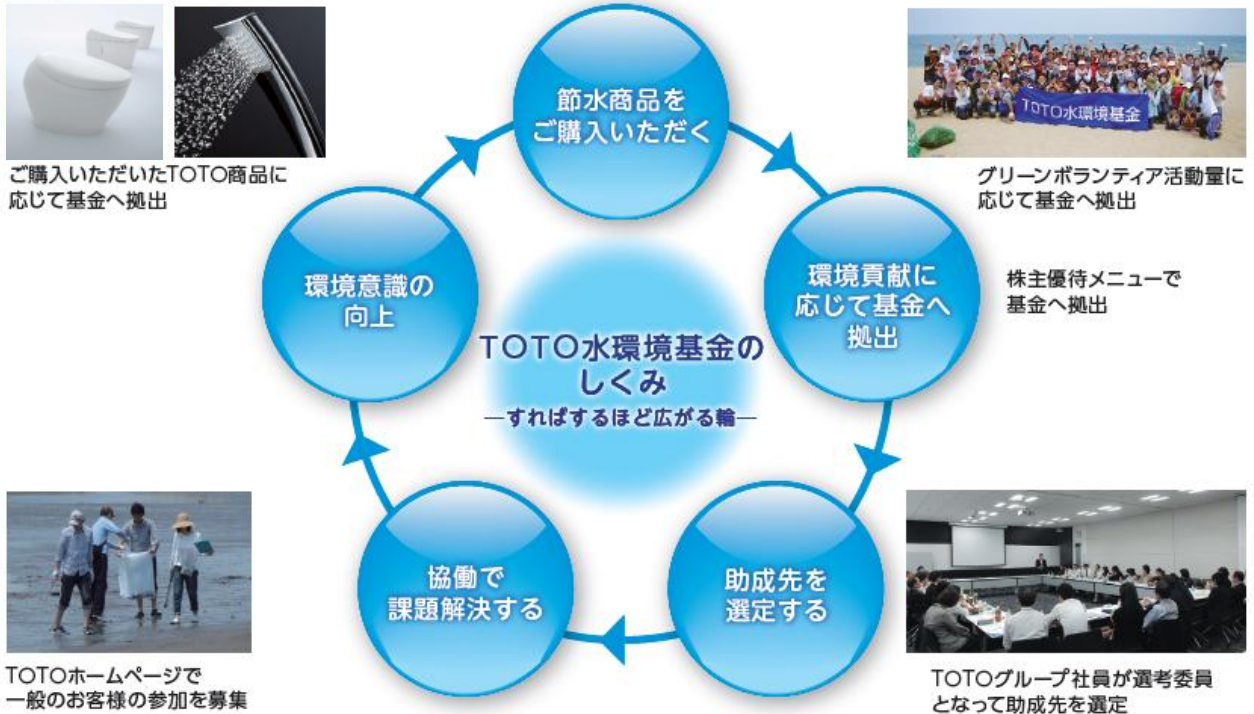 節水商品を
ご購入いただく
TOTO水環境基金
ご購入いただいたTOTO商品に
応じて基金へ拠出
グリーンボランティア活動量に
応じて基金へ拠出
環境意識の
向上
環境貢献に
応じて基金へ
拠出
株主優待メニューで
基金へ拠出
TOTO水環境基金の
しくみ
―すればするほど広がる輪―
協働で
課題解決する
助成先を
選定する
TOTOホームページで
一般のお客様の参加を募集
TOTOグループ社員が選考委員
となって助成先を選定